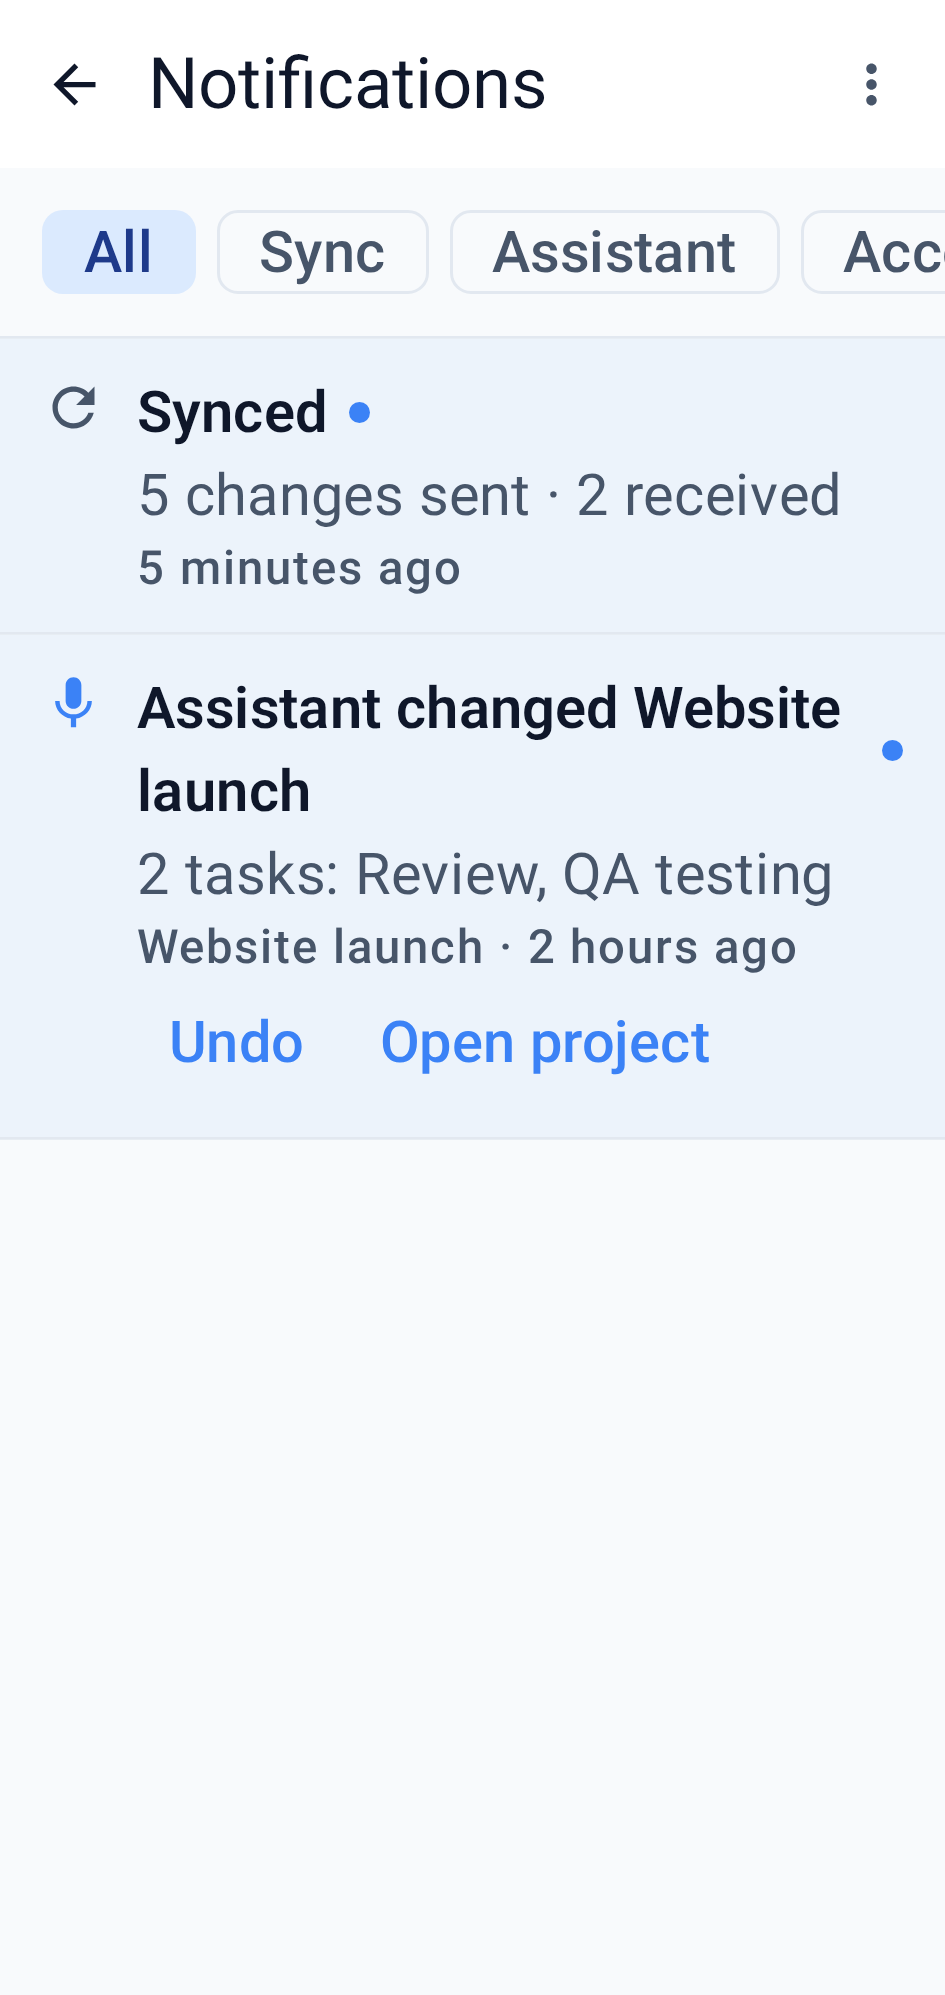 Notifications
All
Sync
Assistant
Acc
Synced
5 changes sent · 2 received
5 minutes ago
Assistant changed Website
launch
2 tasks: Review, QA testing
Website launch · 2 hours ago
Undo
Open project